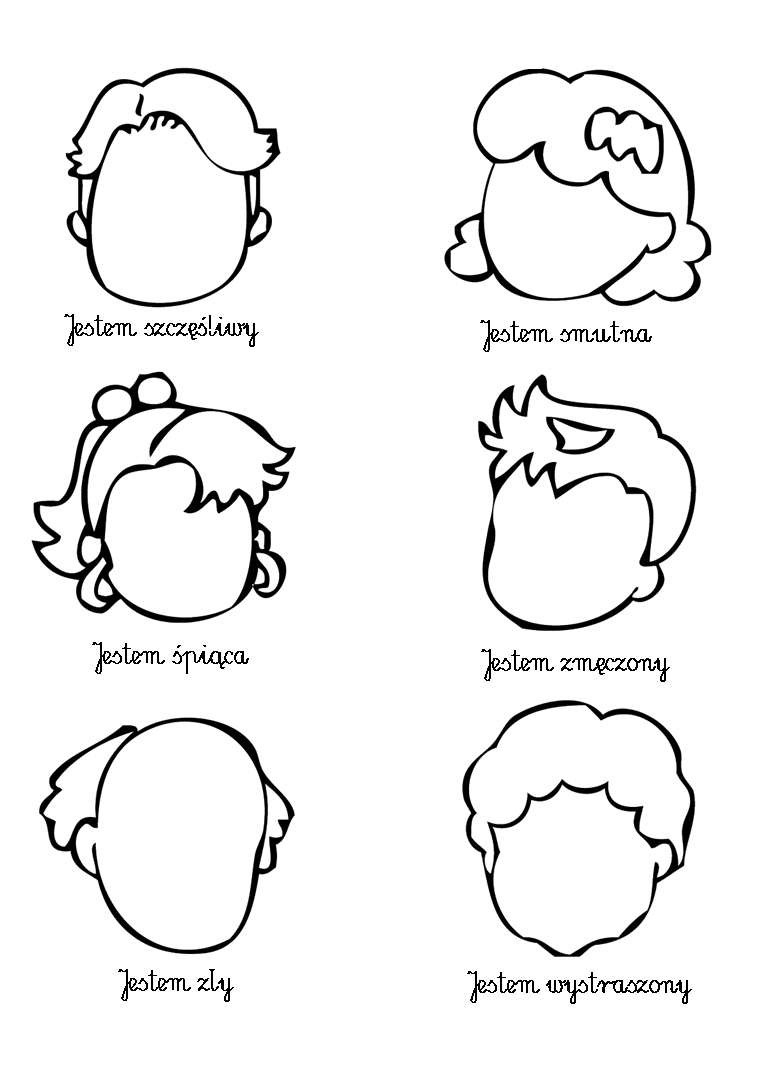 Jestem szczęśliwy
Jestem smutna
Jestem śpiąca
Jestem zmęczony
Jestem zły
Jestem wystraszony